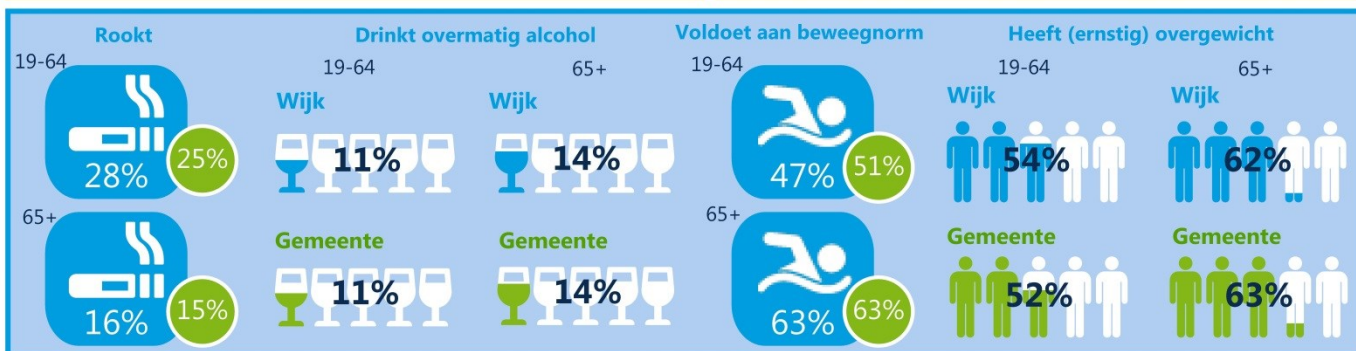 Rookt
19-64
28%
25%
65+
16%
15%
Drinkt overmatig alcohol
19-64
65+
Wijk
Wijk
11%
14%
Gemeente
Gemeente
11%
14%
Voldoet aan beweegnorm
19-64
47%
51%
65+
63%
63%
Heeft (ernstig) overgewicht
19-64
65+
Wijk
Wijk
54%
62%
Gemeente
Gemeente
52%
63%